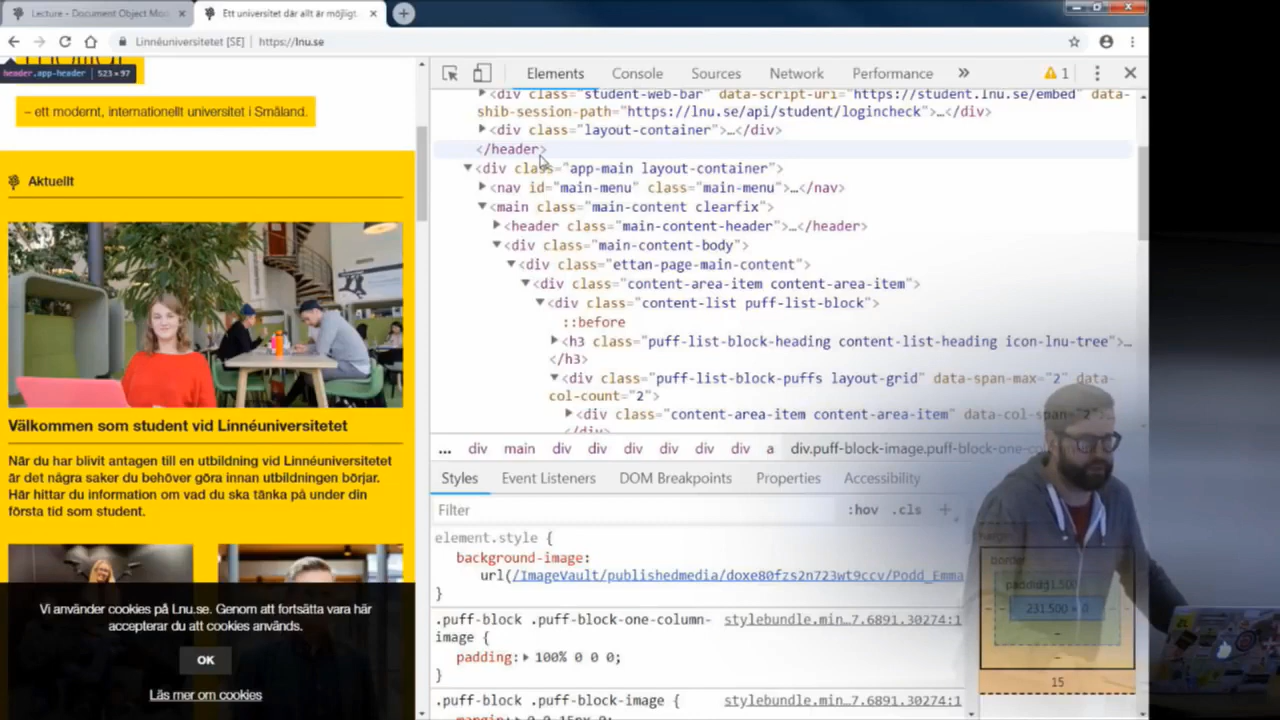 Lecture - Document Object Mod
Ett universitet där allt är möjligt.
Linnéuniversitetet [SE]
https://lnu.se
header.app-header
523 × 97
– ett modernt, internationellt universitet i Småland.
Aktuellt
Välkommen som student vid Linnéuniversitetet
När du har blivit antagen till en utbildning vid Linnéuniversitetet
är det några saker du behöver göra innan utbildningen börjar.
Här hittar du information om vad du ska tänka på under din
första tid som student.
Vi använder cookies på Lnu.se. Genom att fortsätta vara här
accepterar du att cookies används.
OK
Läs mer om cookies
Elements Console Sources Network Performance » 1
<div class="student-web-bar" data-script-uri="https://student.lnu.se/embed" data-
shib-session-path="https://lnu.se/api/student/logincheck">…</div>
<div class="layout-container">…</div>
</header>
<div class="app-main layout-container">
<nav id="main-menu" class="main-menu">…</nav>
<main class="main-content clearfix">
<header class="main-content-header">…</header>
<div class="main-content-body">
<div class="ettan-page-main-content">
<div class="content-area-item content-area-item">
<div class="content-list puff-list-block">
::before
<h3 class="puff-list-block-heading content-list-heading icon-lnu-tree">…
</h3>
<div class="puff-list-block-puffs layout-grid" data-span-max="2" data-
col-count="2">
<div class="content-area-item content-area-item" data-col-span="2">
</div>
... div main div div div div div a div.puff-block-image.puff-block-one-
Styles Event Listeners DOM Breakpoints Properties Accessibility
Filter :hov .cls +
element.style {
background-image:
url(/ImageVault/publishedmedia/doxe80fzs2n723wt9ccv/Podd_Emma
}
.puff-block .puff-block-one-column- stylebundle.min…7.6891.30274:1
image {
padding: 100% 0 0 0;
}
.puff-block .puff-block-image { stylebundle.min…7.6891.30274:1
margin: 0 0 15px 0;
margin
border
padding1.500
231.500 × 0
–
–
15